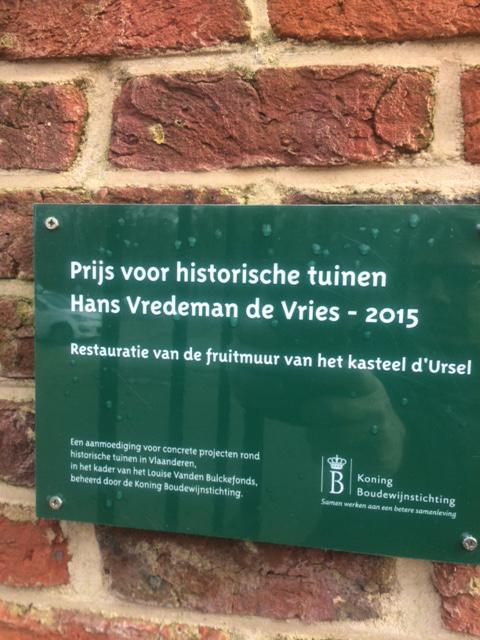 Prijs voor historische tuinen
Hans Vredeman de Vries - 2015
Restauratie van de fruitmuur van het kasteel d'Ursel
Een aanmoediging voor concrete projecten rond
historische tuinen in Vlaanderen,
in het kader van het Louise Vanden Bulckefonds,
beheerd door de Koning Boudewijnstichting.
B
Koning
Boudewijnstichting
Samen werken aan een betere samenleving